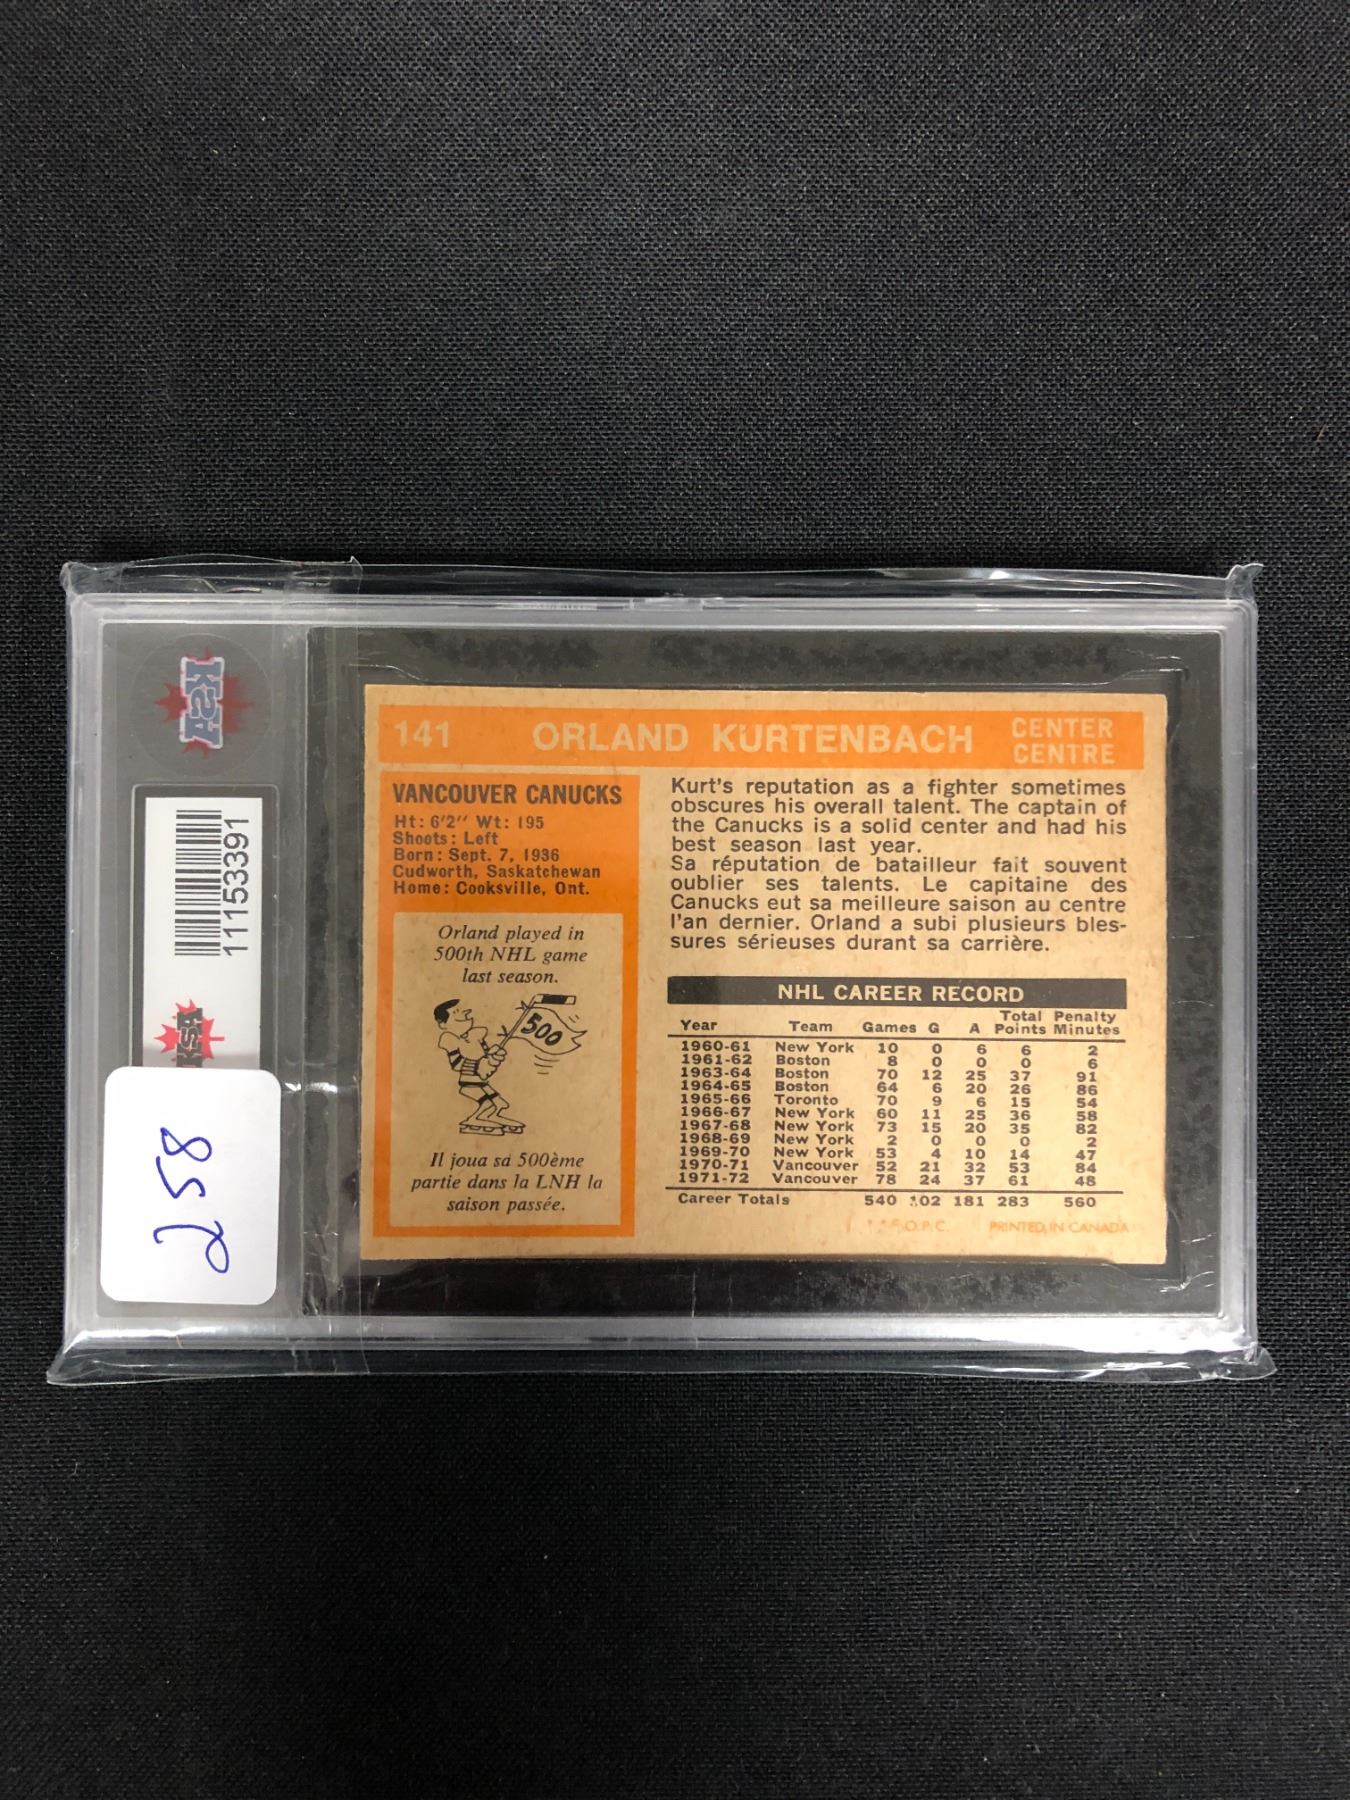 KSA
11153391
KSA
258
141 ORLAND KURTENBACH CENTER
CENTRE
VANCOUVER CANUCKS
Ht: 6'2″ Wt: 195
Shoots: Left
Born: Sept. 7, 1936
Cudworth, Saskatchewan
Home: Cooksville, Ont.
Orland played in
500th NHL game
last season.
500
Il joua sa 500ème
partie dans la LNH la
saison passée.
Kurt's reputation as a fighter sometimes
obscures his overall talent. The captain of
the Canucks is a solid center and had his
best season last year.
Sa réputation de batailleur fait souvent
oublier ses talents. Le capitaine des
Canucks eut sa meilleure saison au centre
l'an dernier. Orland a subi plusieurs bles-
sures sérieuses durant sa carrière.
NHL CAREER RECORD
Total Penalty
Year Team Games G A Points Minutes
1960-61 New York 10 0 6 6 2
1961-62 Boston 8 0 0 0 6
1963-64 Boston 70 12 25 37 91
1964-65 Boston 64 6 20 26 86
1965-66 Toronto 70 9 6 15 54
1966-67 New York 60 11 25 36 58
1967-68 New York 73 15 20 35 82
1968-69 New York 2 0 0 0 2
1969-70 New York 53 4 10 14 47
1970-71 Vancouver 52 21 32 53 84
1971-72 Vancouver 78 24 37 61 48
Career Totals 540 102 181 283 560
O.P.C. PRINTED IN CANADA